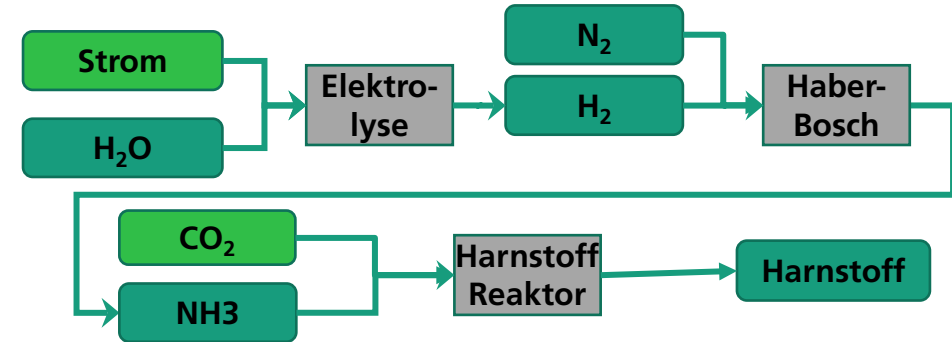 Strom
H₂O
Elektro-
lyse
N₂
H₂
Haber-
Bosch
CO₂
NH3
Harnstoff
Reaktor
Harnstoff